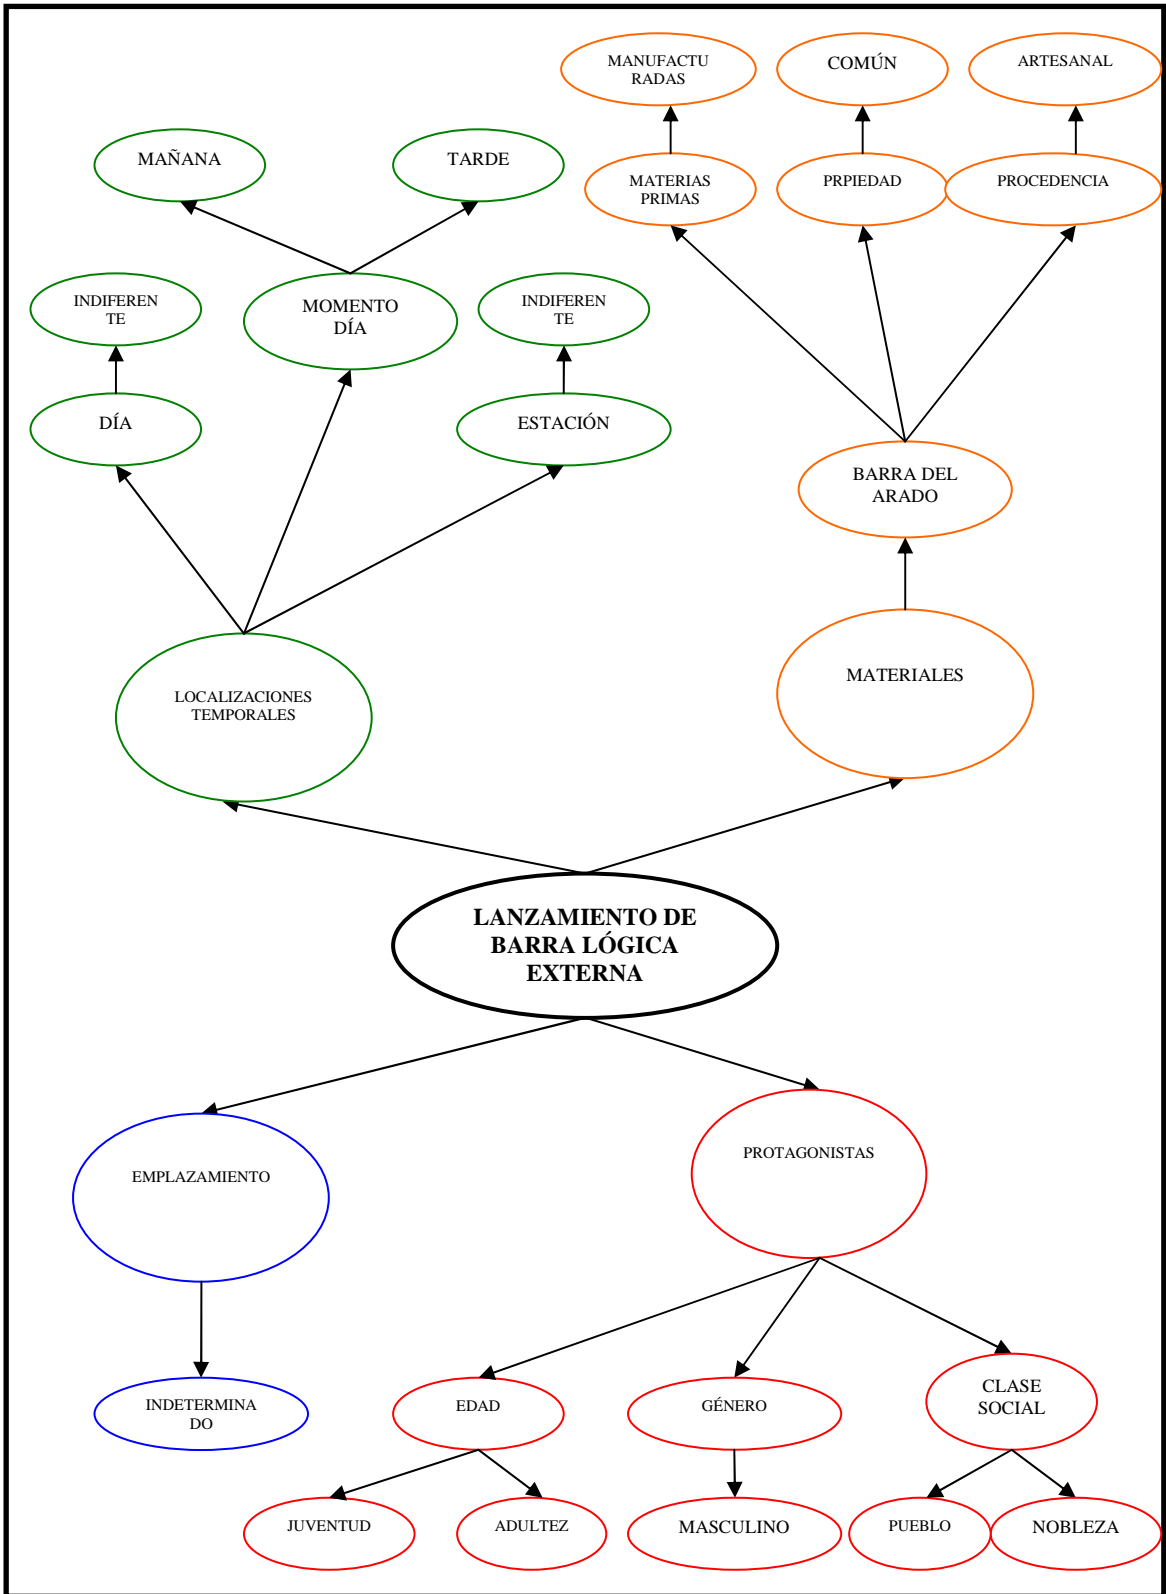 MANUFACTU
RADAS
COMÚN
ARTESANAL
MAÑANA
TARDE
MATERIAS
PRIMAS
PRPIEDAD
PROCEDENCIA
INDIFEREN
TE
MOMENTO
DÍA
INDIFEREN
TE
DÍA
ESTACIÓN
BARRA DEL
ARADO
LOCALIZACIONES
TEMPORALES
MATERIALES
LANZAMIENTO DE
BARRA LÓGICA
EXTERNA
EMPLAZAMIENTO
PROTAGONISTAS
INDETERMINA
DO
EDAD
GÉNERO
CLASE
SOCIAL
JUVENTUD
ADULTEZ
MASCULINO
PUEBLO
NOBLEZA